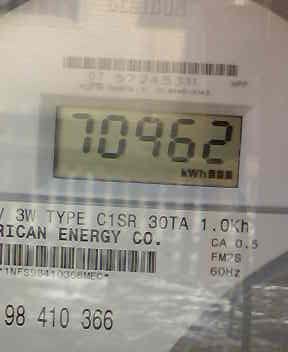 70962
kWh
/ 3W TYPE C1SR 30TA 1.0Kh
RICAN ENERGY CO.
CA 0.5
FM2S
60Hz
98 410 366